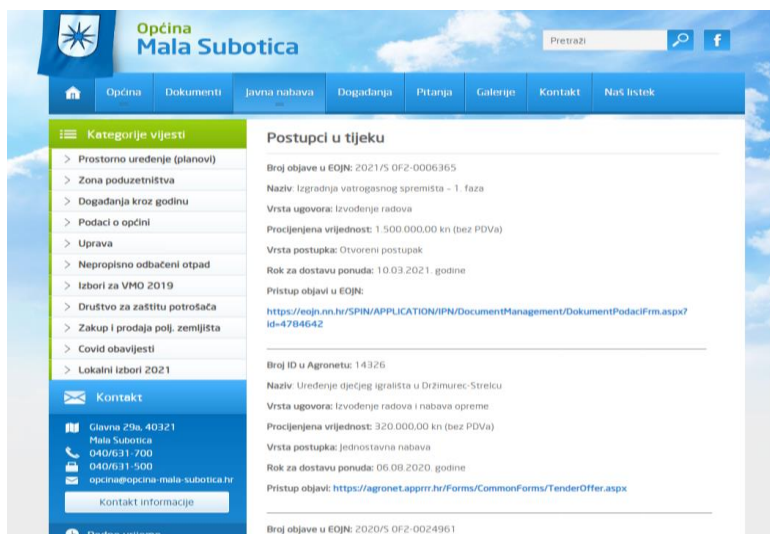 Općina
Mala Subotica
Pretraži
f
Općina
Dokumenti
Javna nabava
Događanja
Pitanja
Galerije
Kontakt
Naš listek
Kategorije vijesti
> Prostorno uređenje (planovi)
> Zona poduzetništva
> Događanja kroz godinu
> Podaci o općini
> Uprava
> Nepropisno odbačeni otpad
> Izbori za VMO 2019
> Društvo za zaštitu potrošača
> Zakup i prodaja polj. zemljišta
> Covid obavijesti
> Lokalni izbori 2021
Kontakt
Glavna 29a, 40321
Mala Subotica
040/631-700
040/631-500
opcina@opcina-mala-subotica.hr
Kontakt informacije
Radno vrijeme
Postupci u tijeku
Broj objave u EOJN: 2021/S 0F2-0006365
Naziv: Izgradnja vatrogasnog spremišta – 1. faza
Vrsta ugovora: Izvođenje radova
Procijenjena vrijednost: 1.500.000,00 kn (bez PDVa)
Vrsta postupka: Otvoreni postupak
Rok za dostavu ponuda: 10.03.2021. godine
Pristup objavi u EOJN:
https://eojn.nn.hr/SPIN/APPLICATION/IPN/DocumentManagement/DokumentPodaciFrm.aspx?
id=4784642
Broj ID u Agronetu: 14326
Naziv: Uređenje dječjeg igrališta u Držimurec-Strelcu
Vrsta ugovora: Izvođenje radova i nabava opreme
Procijenjena vrijednost: 320.000,00 kn (bez PDVa)
Vrsta postupka: Jednostavna nabava
Rok za dostavu ponuda: 06.08.2020. godine
Pristup objavi: https://agronet.apprrr.hr/Forms/CommonForms/TenderOffer.aspx
Broj objave u EOJN: 2020/S 0F2-0024961